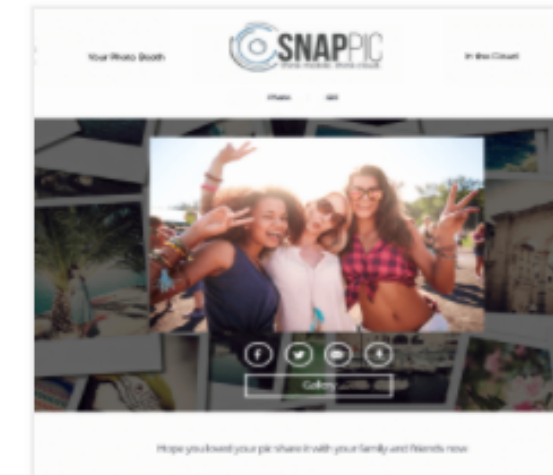 Your Photo Booth
SNAPPIC
In the Cloud
Photo
Gallery
Hope you loved your pic share it with your family and friends now